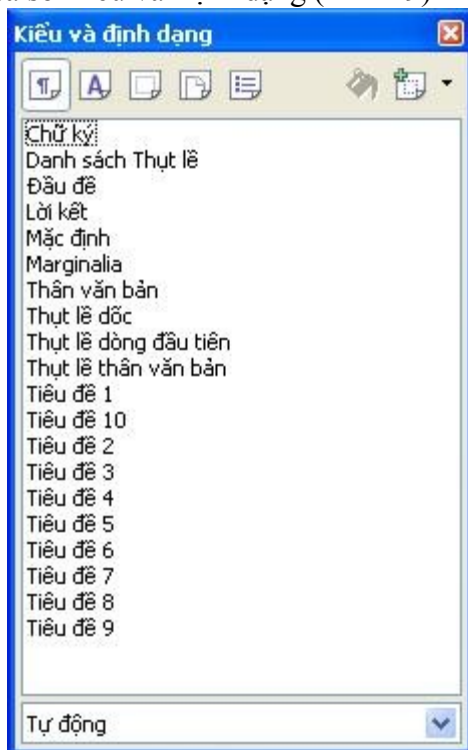 Kiểu và định dạng
Chữ ký
Danh sách Thụt lề
Đầu đề
Lời kết
Mặc định
Marginalia
Thân văn bản
Thụt lề dốc
Thụt lề dòng đầu tiên
Thụt lề thân văn bản
Tiêu đề 1
Tiêu đề 10
Tiêu đề 2
Tiêu đề 3
Tiêu đề 4
Tiêu đề 5
Tiêu đề 6
Tiêu đề 7
Tiêu đề 8
Tiêu đề 9
Tự động